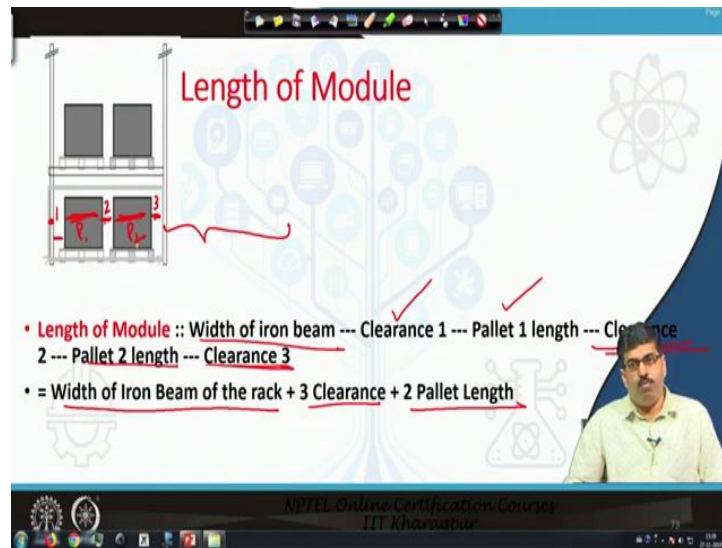 Page
Length of Module
1 2 3
P1 P2
• Length of Module :: Width of iron beam --- Clearance 1 --- Pallet 1 length --- Clearance
2 --- Pallet 2 length --- Clearance 3
• = Width of Iron Beam of the rack + 3 Clearance + 2 Pallet Length
NPTEL Online Certification Courses
IIT Kharagpur
73